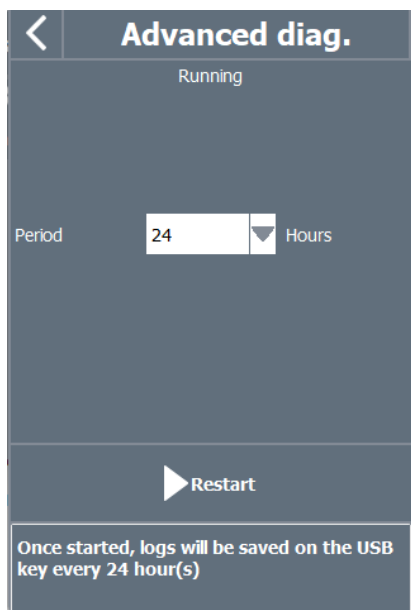 Advanced diag.
Running
Period 24 Hours
Restart
Once started, logs will be saved on the USB
key every 24 hour(s)